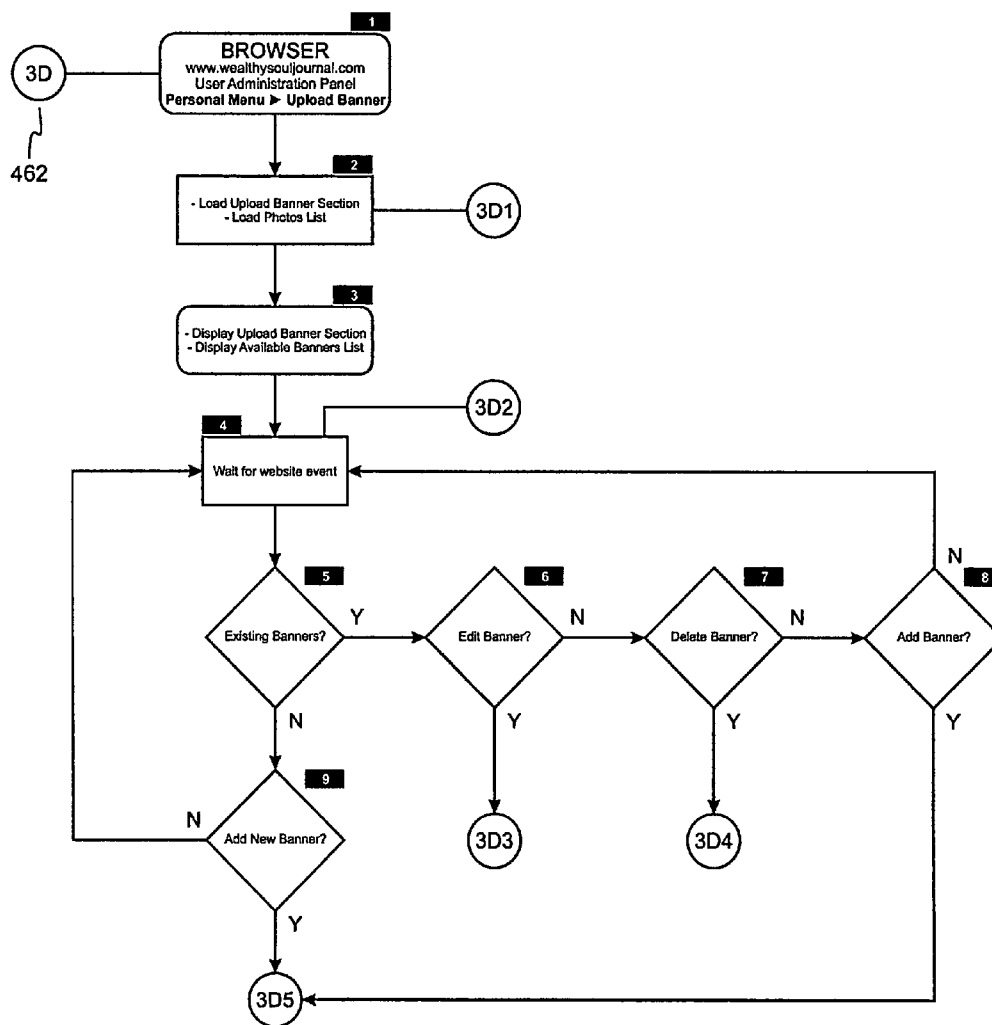 1
3D
BROWSER
www.wealthysouljournal.com
User Administration Panel
Personal Menu ➤ Upload Banner
462
2
- Load Upload Banner Section
- Load Photos List
3D1
3
- Display Upload Banner Section
- Display Available Banners List
3D2
4
Wait for website event
5
Existing Banners?
Y
N
6
Edit Banner?
N
Y
7
Delete Banner?
N
Y
8
Add Banner?
N
Y
9
Add New Banner?
N
Y
3D3
3D4
3D5